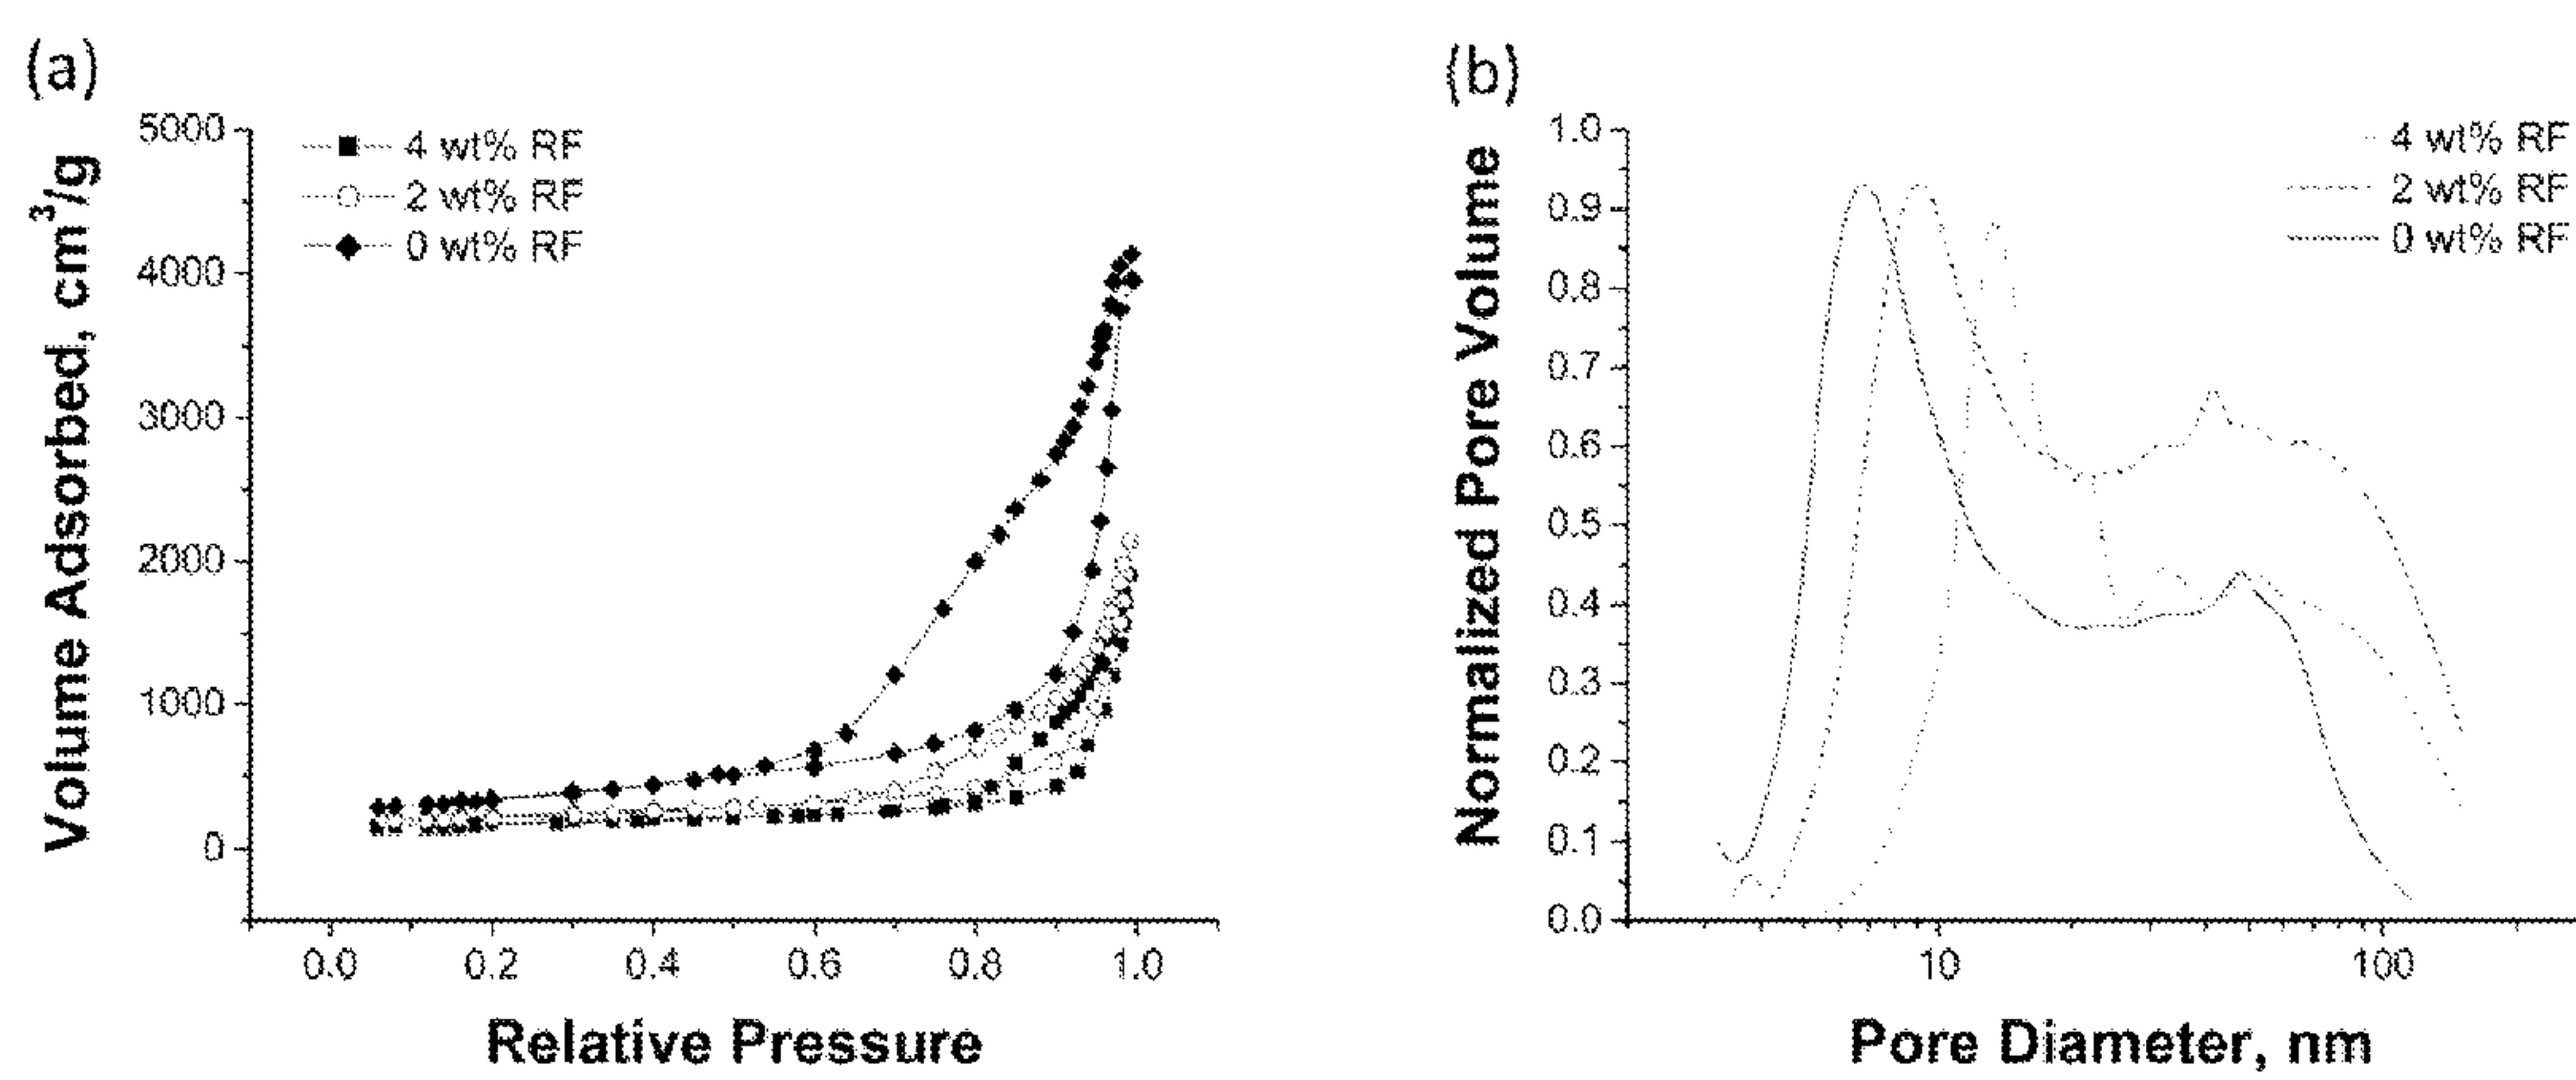 (a)
Volume Adsorbed, cm³/g
5000
4000
3000
2000
1000
0
4 wt% RF
2 wt% RF
0 wt% RF
0.0 0.2 0.4 0.6 0.8 1.0
Relative Pressure
(b)
Normalized Pore Volume
1.0
0.9
0.8
0.7
0.6
0.5
0.4
0.3
0.2
0.1
0.0
4 wt% RF
2 wt% RF
0 wt% RF
10 100
Pore Diameter, nm